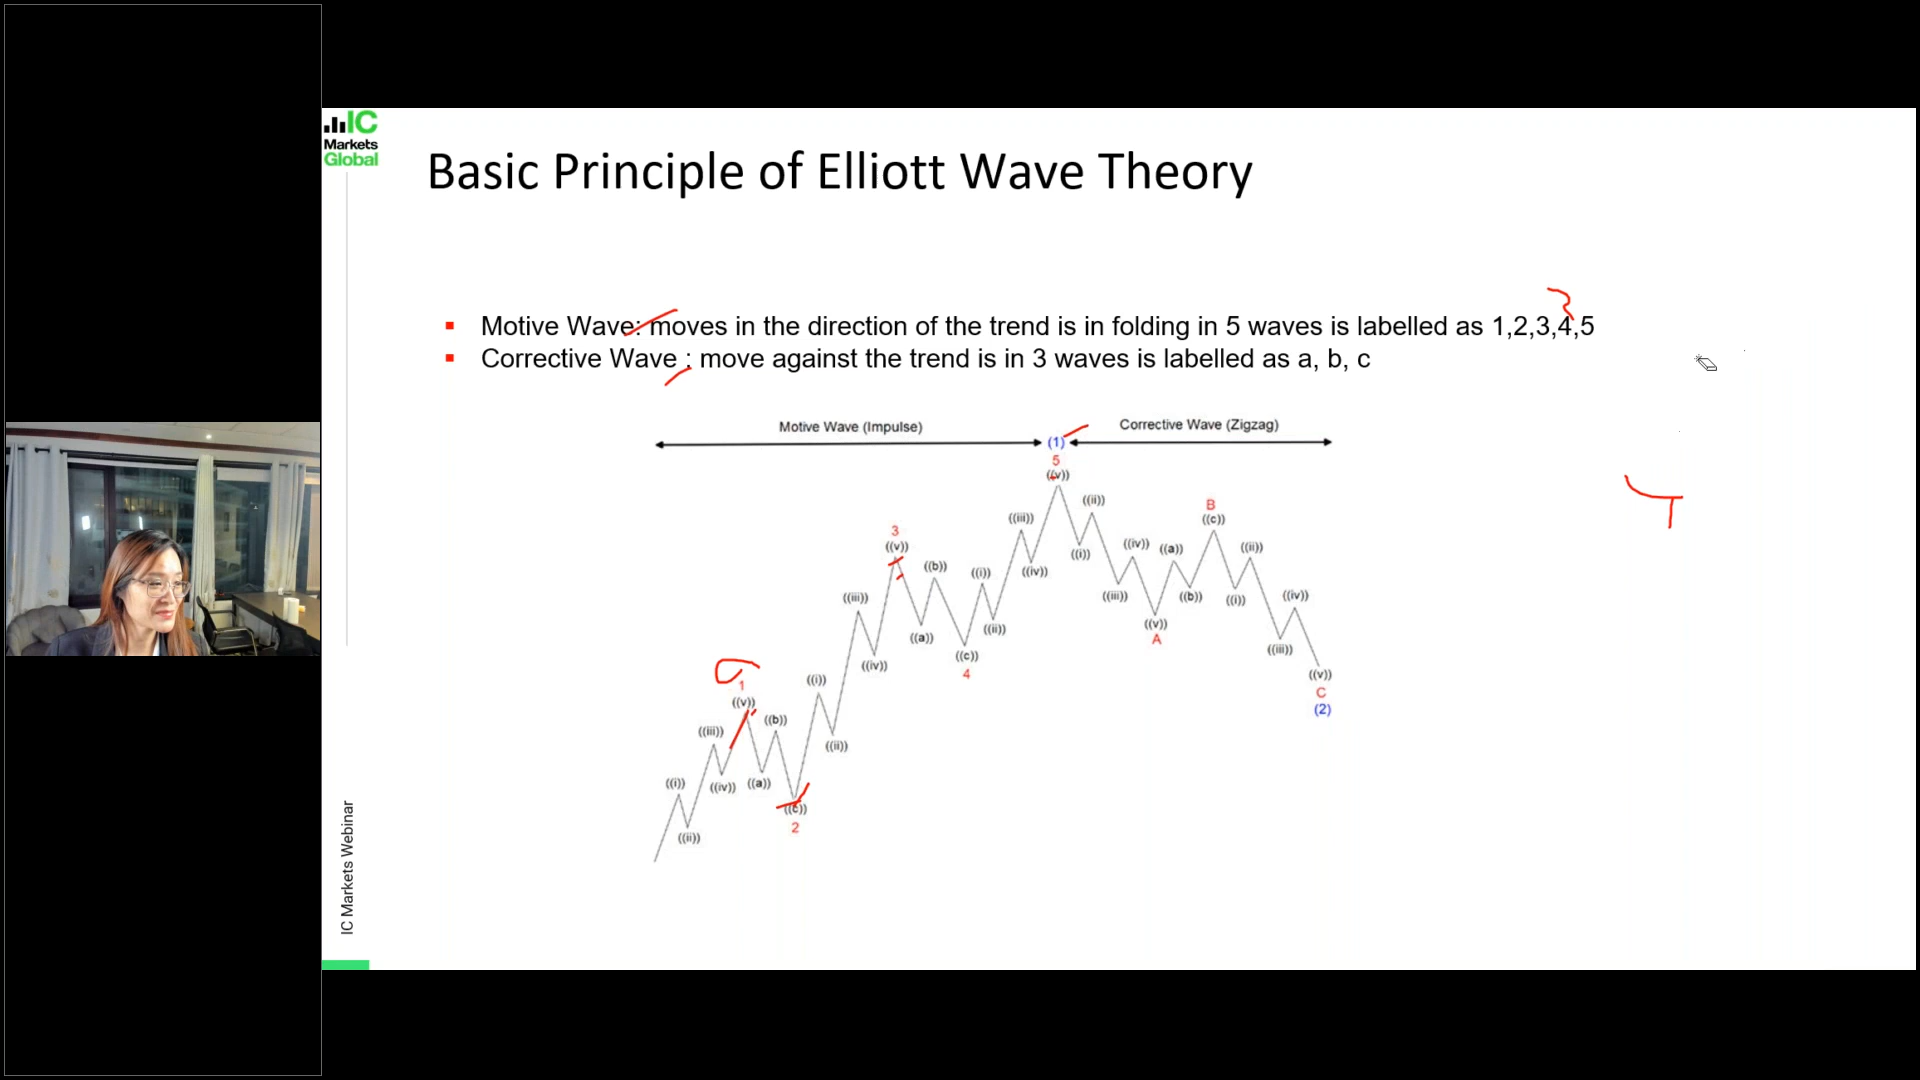 IC
Markets
Global
Basic Principle of Elliott Wave Theory
Motive Wave: moves in the direction of the trend is in folding in 5 waves is labelled as 1,2,3,4,5
Corrective Wave : move against the trend is in 3 waves is labelled as a, b, c
Motive Wave (Impulse)
(1)
Corrective Wave (Zigzag)
5
((v))
((ii))
B
((c))
((iii))
3
((v))
((iv))
((a))
((ii))
((i))
((b))
((i))
((iv))
((iii))
((b))
((i))
((iv))
((iii))
((v))
A
((ii))
((a))
((iii))
((c))
4
((iv))
((v))
C
(2)
((i))
1
((v))
((b))
((iii))
((ii))
((i))
((iv))
((a))
((c))
2
((ii))
IC Markets Webinar